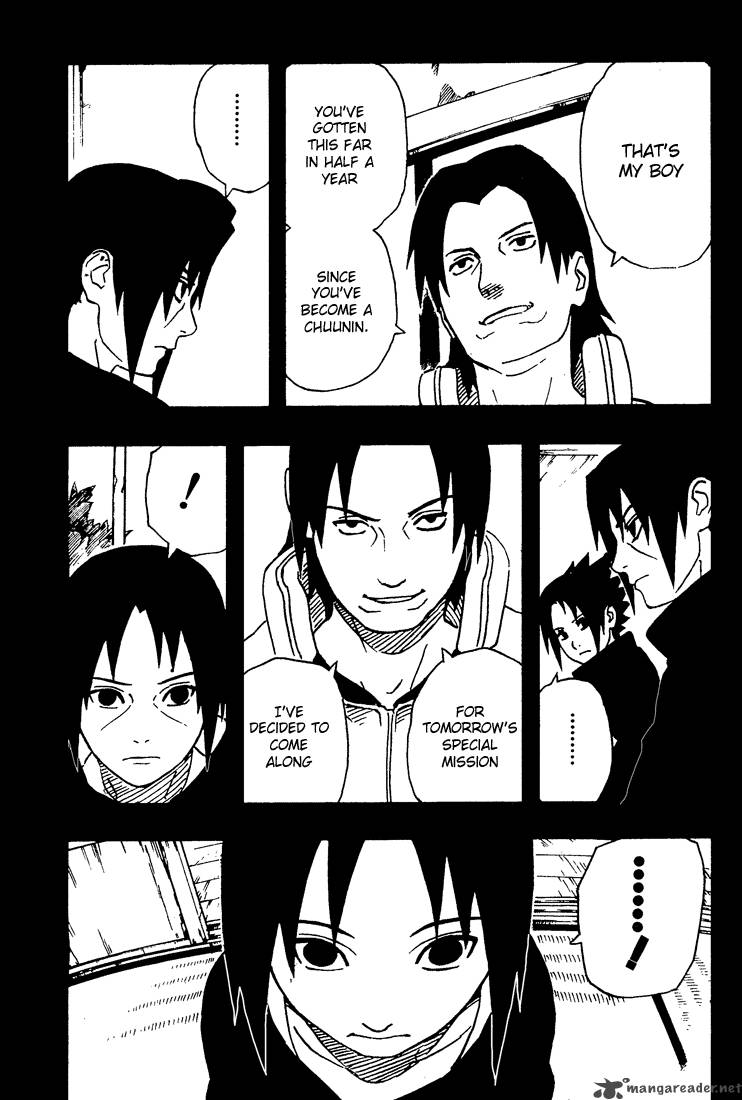 THAT'S
MY BOY
YOU'VE
GOTTEN
THIS FAR
IN HALF A
YEAR
SINCE
YOU'VE
BECOME A
CHUUNIN.
.........
.........
FOR
TOMORROW'S
SPECIAL
MISSION
I'VE
DECIDED TO
COME
ALONG
!
......!
mangareader.net